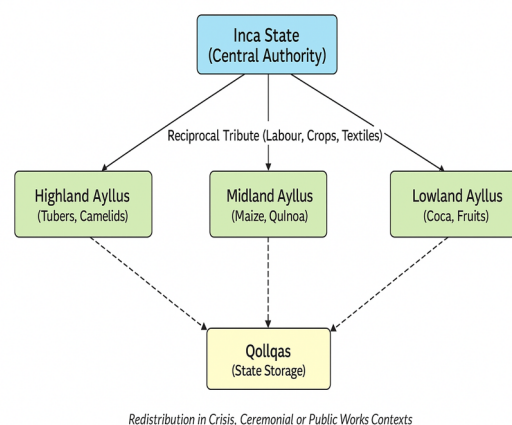 Inca State
(Central Authority)
Reciprocal Tribute (Labour, Crops, Textiles)
Highland Ayllus
(Tubers, Camelids)
Midland Ayllus
(Maize, Qulnoa)
Lowland Ayllus
(Coca, Fruits)
Qollqas
(State Storage)
Redistribution in Crisis, Ceremonial or Public Works Contexts